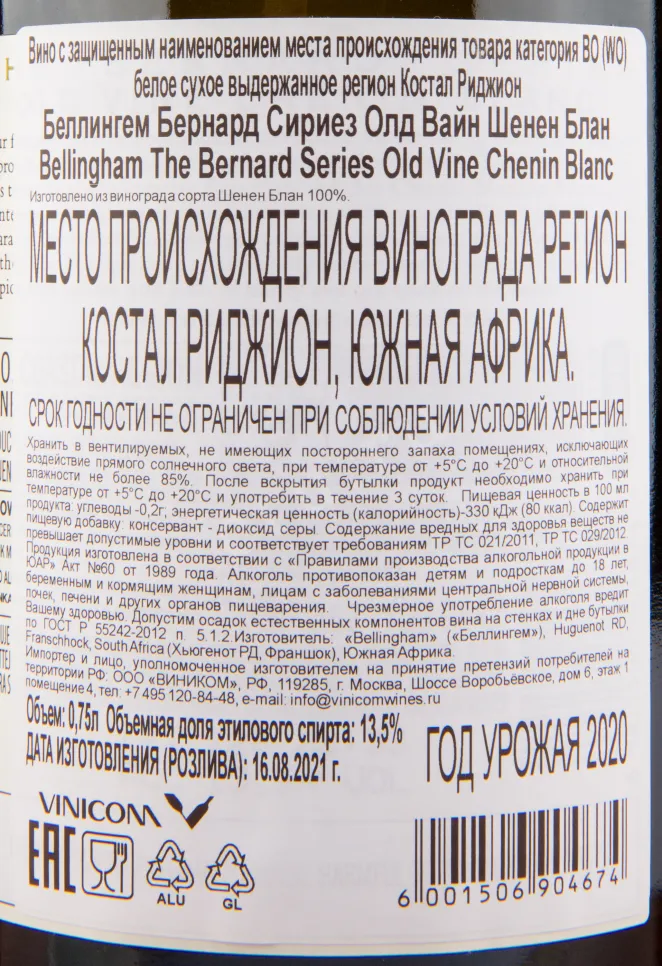 Вино с защищенным наименованием места происхождения товара категория ВО (WO)
белое сухое выдержанное регион Костал Риджион
Беллингем Бернард Сириез Олд Вайн Шенен Блан
Bellingham The Bernard Series Old Vine Chenin Blanc
Изготовлено из винограда сорта Шенен Блан 100%.
МЕСТО ПРОИСХОЖДЕНИЯ ВИНОГРАДА РЕГИОН
КОСТАЛ РИДЖИОН, ЮЖНАЯ АФРИКА.
СРОК ГОДНОСТИ НЕ ОГРАНИЧЕН ПРИ СОБЛЮДЕНИИ УСЛОВИЙ ХРАНЕНИЯ.
Хранить в вентилируемых, не имеющих постороннего запаха помещениях, исключающих
воздействие прямого солнечного света, при температуре от +5°С до +20°С и относительной
влажности не более 85%. После вскрытия бутылки продукт необходимо хранить при
температуре от +5°С до +20°С и употребить в течение 3 суток. Пищевая ценность в 100 мл
продукта: углеводы -0,2г; энергетическая ценность (калорийность)-330 кДж (80 ккал). Содержит
пищевую добавку: консервант - диоксид серы. Содержание вредных для здоровья веществ не
превышает допустимые уровни и соответствует требованиям ТР ТС 021/2011, ТР ТС 029/2012.
Продукция изготовлена в соответствии с «Правилами производства алкогольной продукции в
ЮАР» Акт №60 от 1989 года. Алкоголь противопоказан детям и подросткам до 18 лет,
беременным и кормящим женщинам, лицам с заболеваниями центральной нервной системы,
почек, печени и других органов пищеварения. Чрезмерное употребление алкоголя вредит
Вашему здоровью. Допустим осадок естественных компонентов вина на стенках и дне бутылки
по ГОСТ Р 55242-2012 п. 5.1.2.Изготовитель: «Bellingham» («Беллингем»), Huguenot RD,
Franschhock, South Africa (Хьюгенот РД, Франшок), Южная Африка.
Импортер и лицо, уполномоченное изготовителем на принятие претензий потребителей на
территории РФ: ООО «ВИНИКОМ», РФ, 119285, г. Москва, Шоссе Воробьёвское, дом 6, этаж 1
помещение 4, тел: +7 495 120-84-48, e-mail: info@vinicomwines.ru
Объем: 0,75л Объемная доля этилового спирта: 13,5%
ДАТА ИЗГОТОВЛЕНИЯ (РОЗЛИВА): 16.08.2021 г.
ГОД УРОЖАЯ 2020
VINICOM
EAC
ALU
GL
6 001506 904674